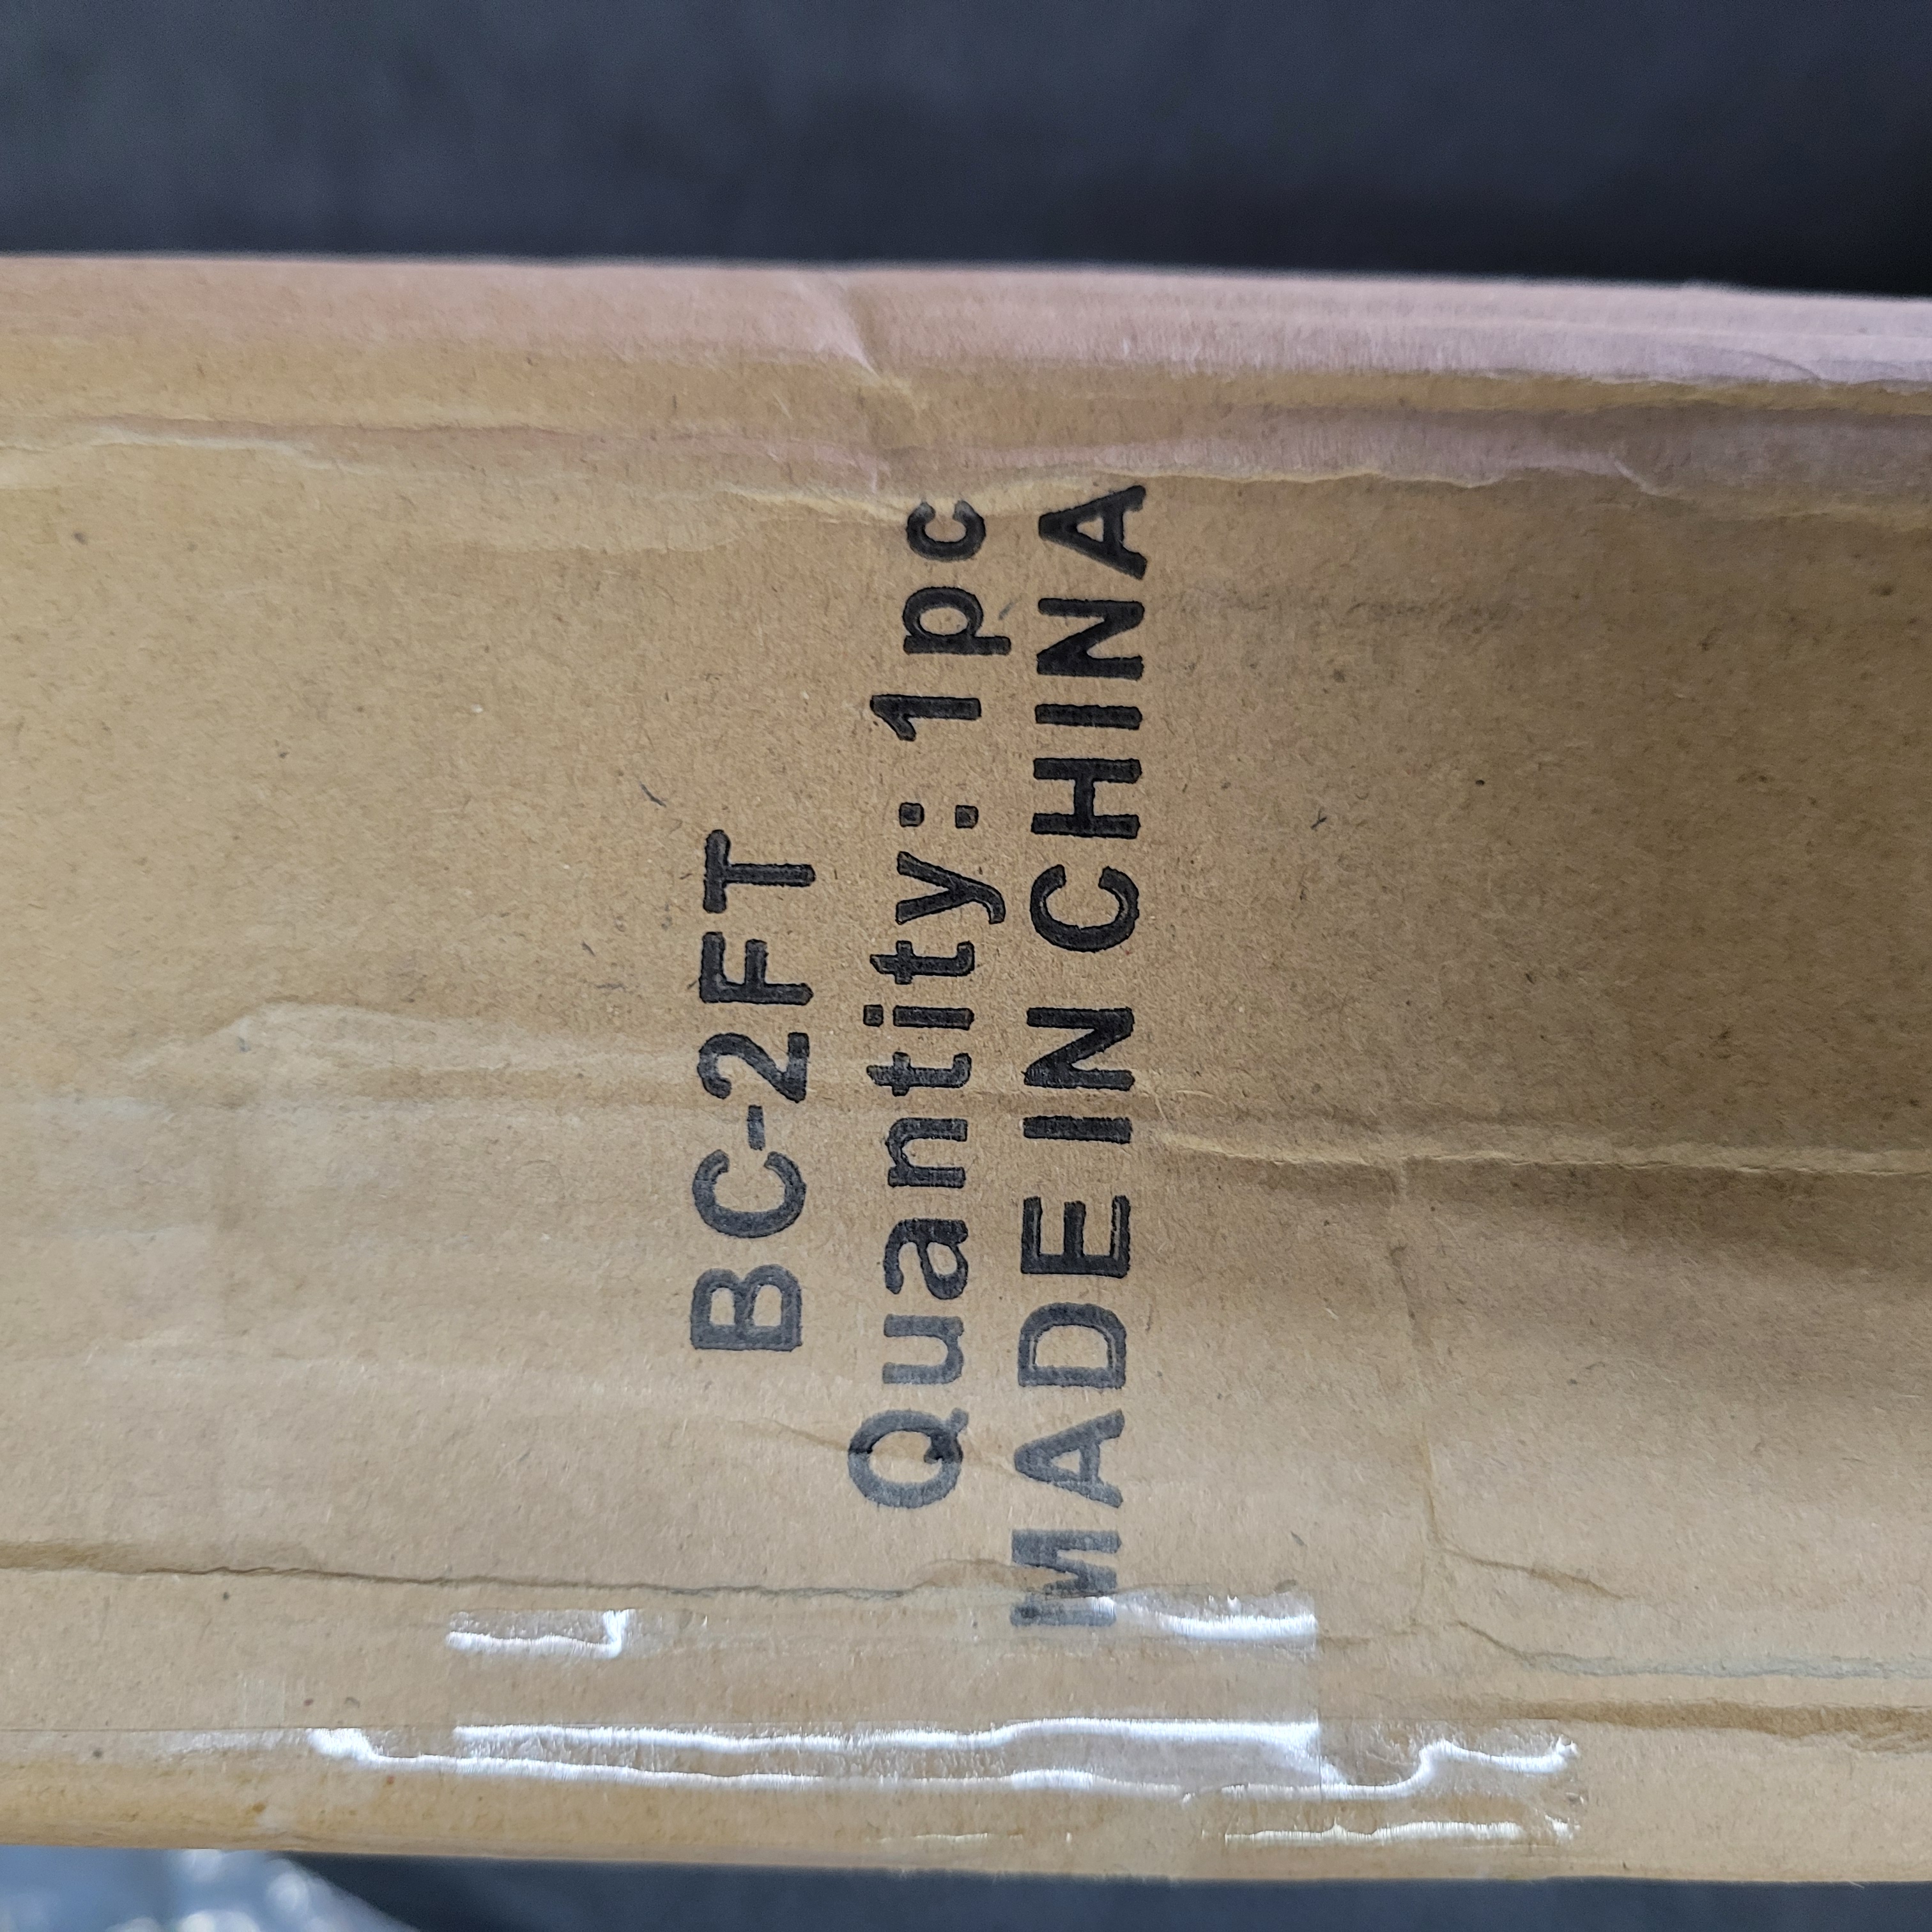 BC-2FT
Quantity: 1pc
MADE IN CHINA